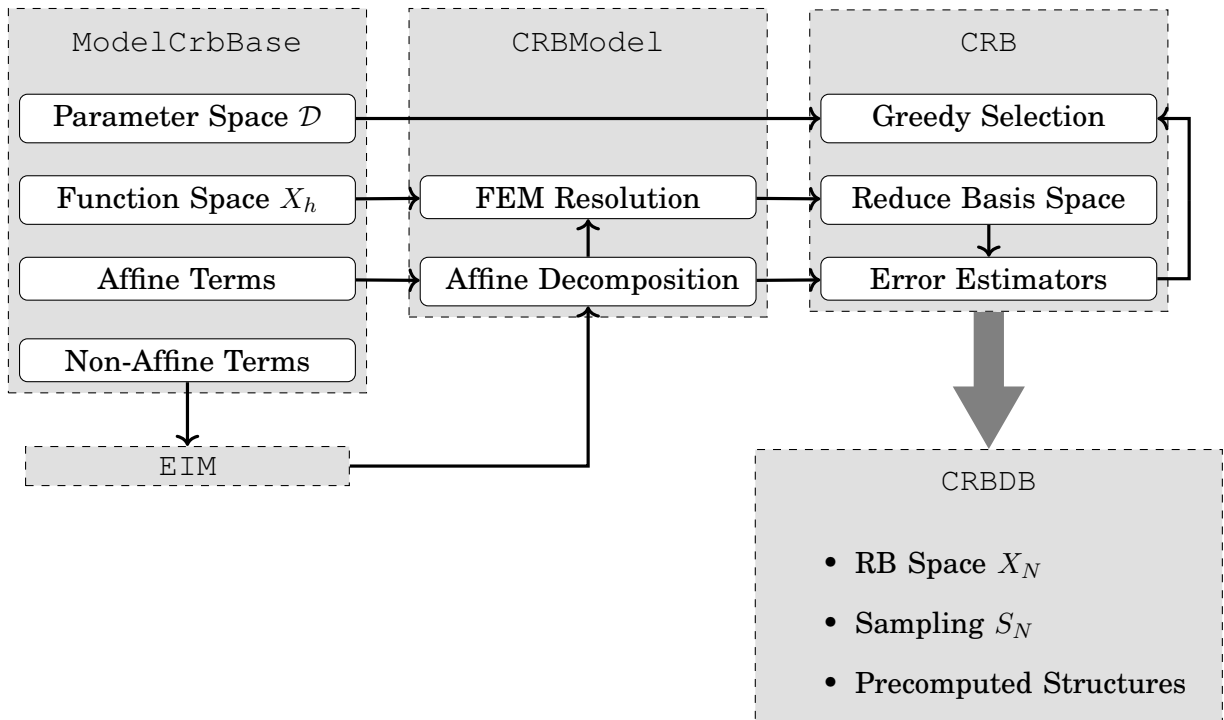 ModelCrbBase
Parameter Space 𝒟
Function Space X_h
Affine Terms
Non-Affine Terms
EIM
CRBModel
FEM Resolution
Affine Decomposition
CRB
Greedy Selection
Reduce Basis Space
Error Estimators
CRBDB
• RB Space X_N
• Sampling S_N
• Precomputed Structures